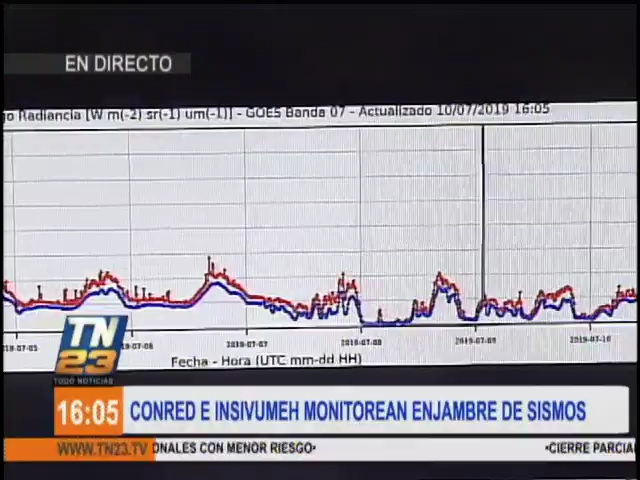 EN DIRECTO
go Radiancia [W m(-2) sr(-1) um(-1)] - GOES Banda 07 - Actualizado 10/07/2019 16:05
2019-07-05 2019-07-06 2019-07-07 2019-07-08 2019-07-09 2019-07-10
Fecha - Hora (UTC mm-dd HH)
TN
23
TODO NOTICIAS
16:05 CONRED E INSIVUMEH MONITOREAN ENJAMBRE DE SISMOS
WWW.TN23.TV ONALES CON MENOR RIESGO• •CIERRE PARCIA